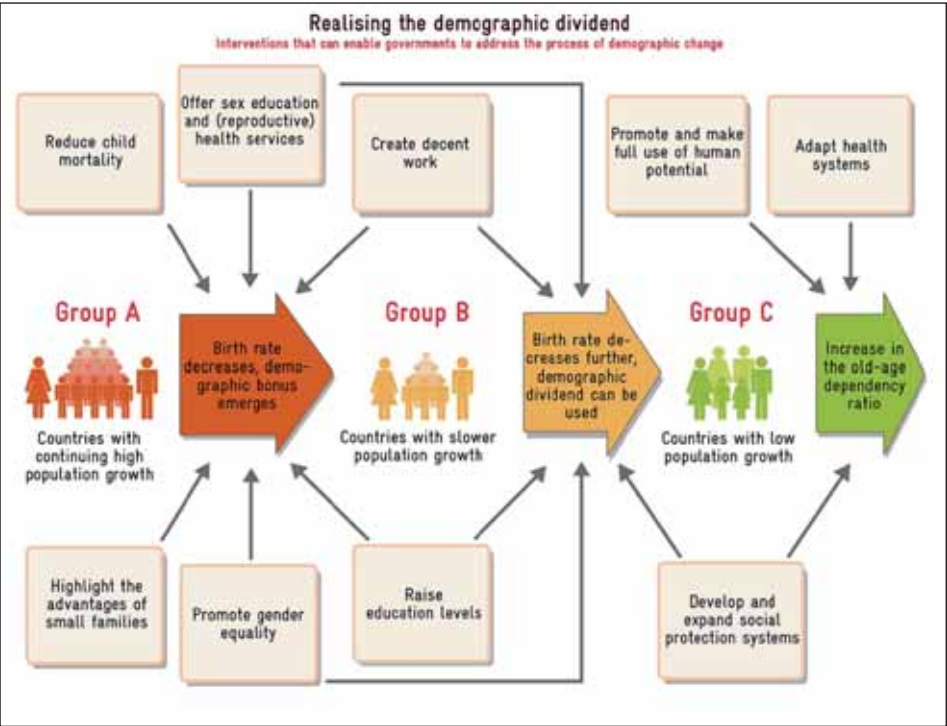 Realising the demographic dividend
Interventions that can enable governments to address the process of demographic change
Reduce child
mortality
Offer sex education
and (reproductive)
health services
Create decent
work
Promote and make
full use of human
potential
Adapt health
systems
Group A
Countries with
continuing high
population growth
Birth rate
decreases, demo-
graphic bonus
emerges
Group B
Countries with slower
population growth
Birth rate de-
creases further,
demographic
dividend can be
used
Group C
Countries with low
population growth
Increase in
the old-age
dependency
ratio
Highlight the
advantages of
small families
Promote gender
equality
Raise
education levels
Develop and
expand social
protection systems